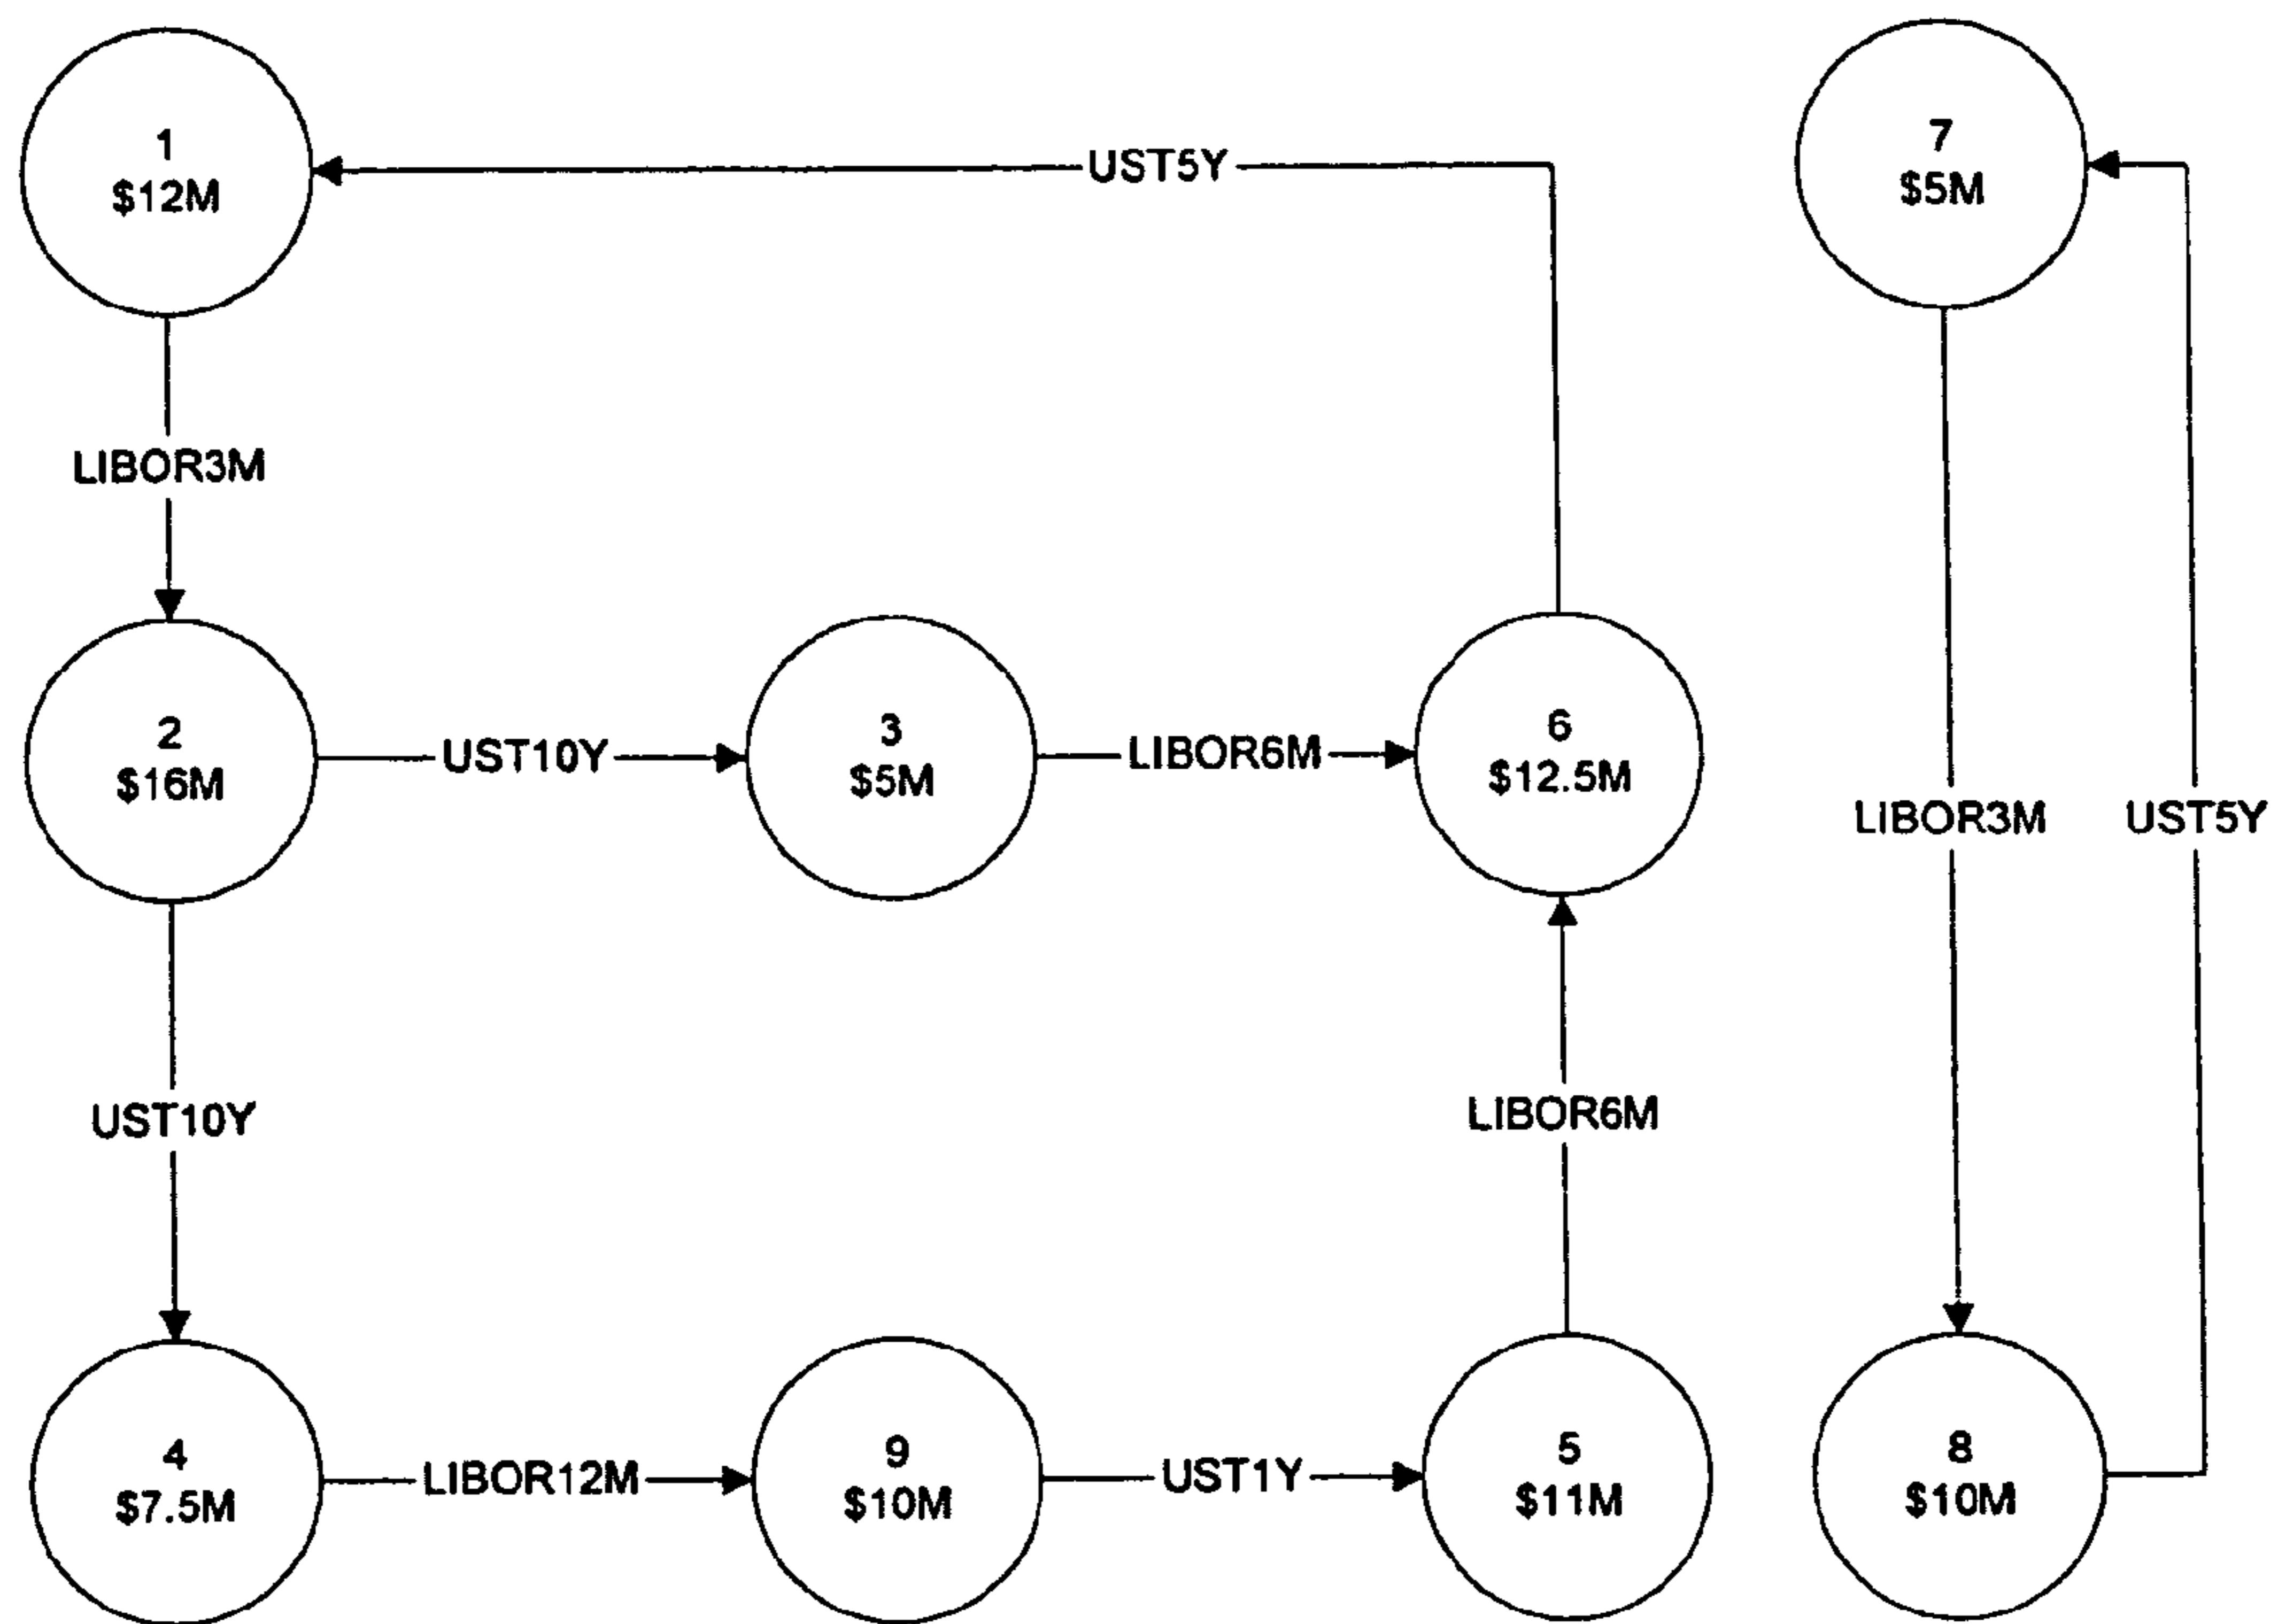 1
$12M
UST5Y
7
$5M
LIBOR3M
2
$16M
UST10Y
3
$5M
LIBOR6M
6
$12.5M
LIBOR3M
UST5Y
UST10Y
LIBOR6M
4
$7.5M
LIBOR12M
9
$10M
UST1Y
5
$11M
8
$10M